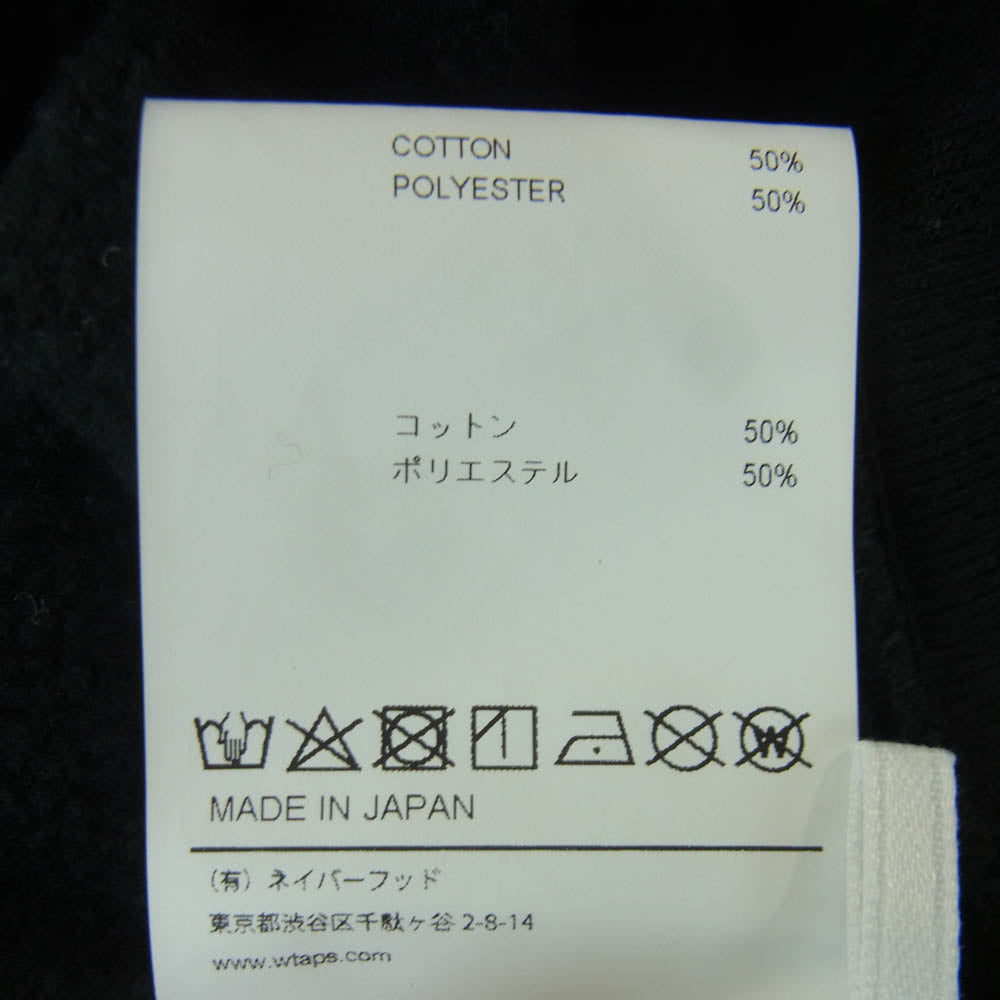 COTTON 50%
POLYESTER 50%
コットン 50%
ポリエステル 50%
W
MADE IN JAPAN
(有) ネイバーフッド
東京都渋谷区千駄ヶ谷 2-8-14
www.wtaps.com